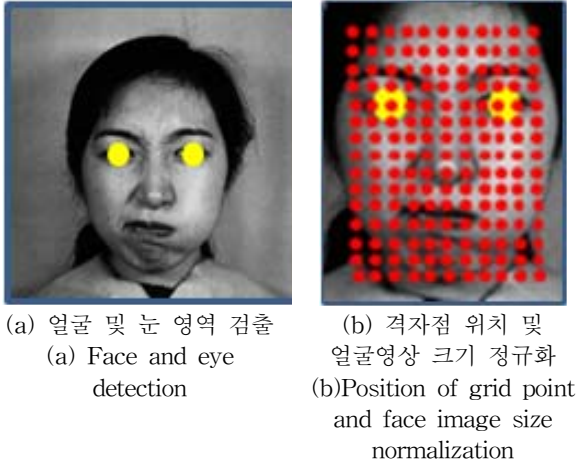 (a) 얼굴 및 눈 영역 검출
(a) Face and eye
detection
(b) 격자점 위치 및
얼굴영상 크기 정규화
(b)Position of grid point
and face image size
normalization